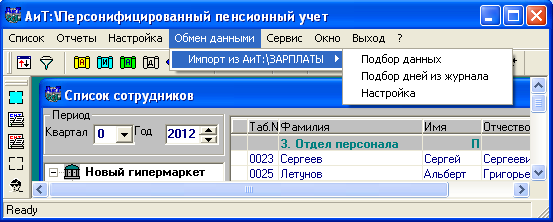 АиТ:\Персонифицированный пенсионный учет
Список Отчеты Настройка Обмен данными Сервис Окно Выход ?
Импорт из АиТ:\ЗАРПЛАТЫ
Подбор данных
Подбор дней из журнала
Настройка
Список сотрудников
Период
Квартал 0 Год 2012
Новый гипермаркет
Таб.N Фамилия Имя Отчество
3. Отдел персонала П
0023 Сергеев Сергей Сергееви
0025 Летунов Альберт Григорье
Ready